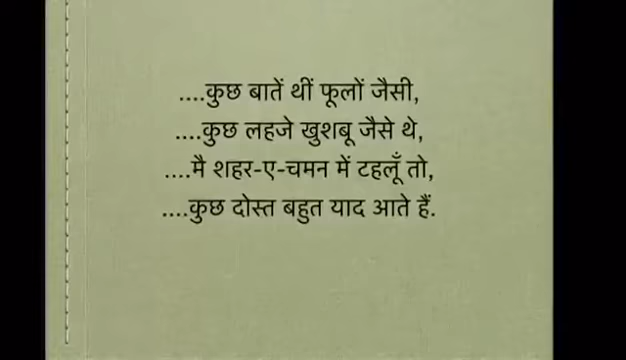 ....कुछ बातें थीं फूलों जैसी,
....कुछ लहजे खुशबू जैसे थे,
....मै शहर-ए-चमन में टहलूँ तो,
....कुछ दोस्त बहुत याद आते हैं.